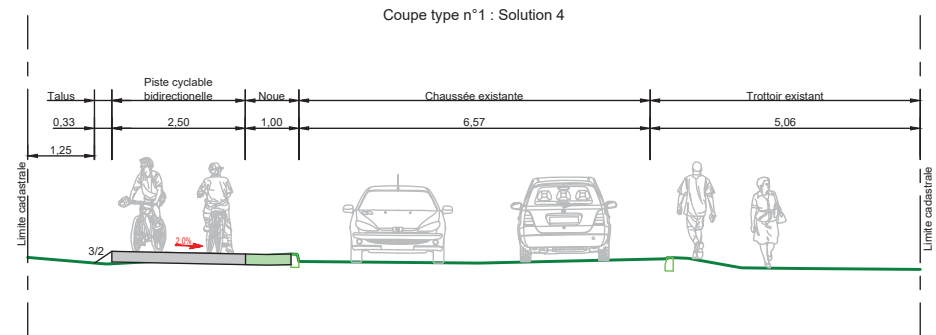 Coupe type n°1 : Solution 4
Talus
Piste cyclable
bidirectionelle
Noue
Chaussée existante
Trottoir existant
0,33
2,50
1,00
6,57
5,06
1,25
Limite cadastrale
3/2
2.0%
Limite cadastrale